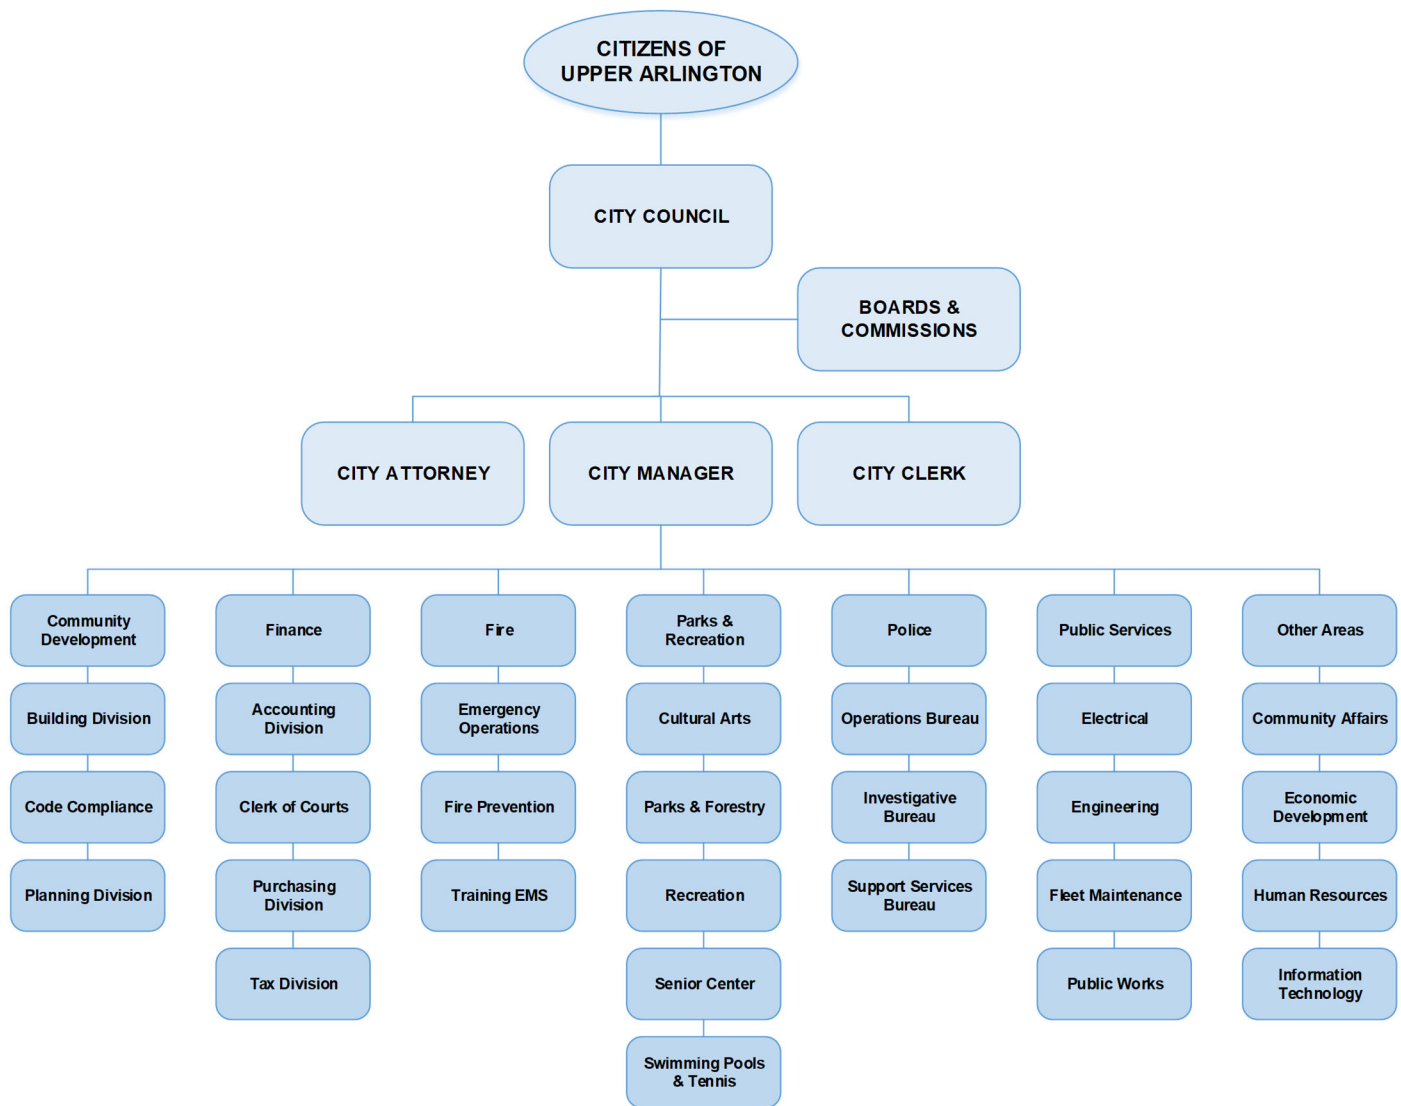 CITIZENS OF
UPPER ARLINGTON
CITY COUNCIL
BOARDS &
COMMISSIONS
CITY ATTORNEY
CITY MANAGER
CITY CLERK
Community
Development
Finance
Fire
Parks &
Recreation
Police
Public Services
Other Areas
Building Division
Accounting
Division
Emergency
Operations
Cultural Arts
Operations Bureau
Electrical
Community Affairs
Code Compliance
Clerk of Courts
Fire Prevention
Parks & Forestry
Investigative
Bureau
Engineering
Economic
Development
Planning Division
Purchasing
Division
Training EMS
Recreation
Support Services
Bureau
Fleet Maintenance
Human Resources
Tax Division
Senior Center
Public Works
Information
Technology
Swimming Pools
& Tennis